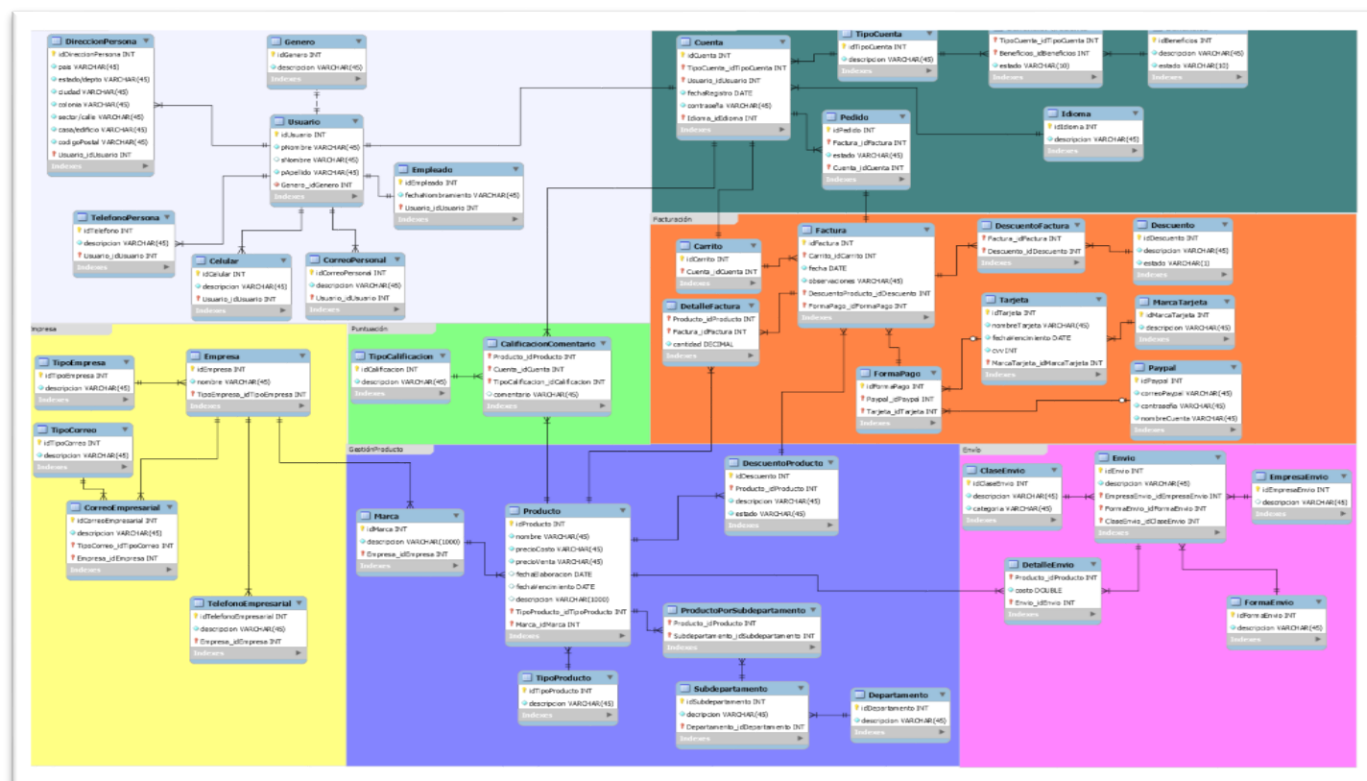 DireccionPersona
idDireccionPersona INT
pais VARCHAR(45)
estado/depto VARCHAR(45)
ciudad VARCHAR(45)
colonia VARCHAR(45)
sector/calle VARCHAR(45)
casa/edificio VARCHAR(45)
codigoPostal VARCHAR(45)
Usuario_idUsuario INT
Indexes
Genero
idGenero INT
descripcion VARCHAR(45)
Indexes
Usuario
idUsuario INT
pNombre VARCHAR(45)
sNombre VARCHAR(45)
pApellido VARCHAR(45)
Genero_idGenero INT
Indexes
Empleado
idEmpleado INT
fechaNombramiento VARCHAR(45)
Usuario_idUsuario INT
Indexes
TelefonoPersona
idTelefono INT
descripcion VARCHAR(45)
Usuario_idUsuario INT
Indexes
Celular
idCelular INT
descripcion VARCHAR(45)
Usuario_idUsuario INT
Indexes
CorreoPersonal
idCorreoPersonal INT
descripcion VARCHAR(45)
Usuario_idUsuario INT
Indexes
Cuenta
idCuenta INT
TipoCuenta_idTipoCuenta INT
Usuario_idUsuario INT
fechaRegistro DATE
contraseña VARCHAR(45)
Idioma_idIdioma INT
Indexes
TipoCuenta
idTipoCuenta INT
descripcion VARCHAR(45)
Indexes
TipoCuenta_idTipoCuenta INT
Beneficios_idBeneficios INT
estado VARCHAR(10)
Indexes
idBeneficios INT
descripcion VARCHAR(45)
estado VARCHAR(10)
Indexes
Pedido
idPedido INT
Factura_idFactura INT
estado VARCHAR(45)
Cuenta_idCuenta INT
Indexes
Idioma
idIdioma INT
descripcion VARCHAR(45)
Indexes
Facturación
Carrito
idCarrito INT
Cuenta_idCuenta INT
Indexes
Factura
idFactura INT
Carrito_idCarrito INT
fecha DATE
observaciones VARCHAR(45)
DescuentoProducto_idDescuento INT
FormaPago_idFormaPago INT
Indexes
DescuentoFactura
Factura_idFactura INT
Descuento_idDescuento INT
Indexes
Descuento
idDescuento INT
descripcion VARCHAR(45)
estado VARCHAR(1)
Indexes
DetalleFactura
Producto_idProducto INT
Factura_idFactura INT
cantidad DECIMAL
Indexes
Tarjeta
idTarjeta INT
nombreTarjeta VARCHAR(45)
fechaVencimiento DATE
cvv INT
MarcaTarjeta_idMarcaTarjeta INT
Indexes
MarcaTarjeta
idMarcaTarjeta INT
descripcion VARCHAR(45)
Indexes
FormaPago
idFormaPago INT
Paypal_idPaypal INT
Tarjeta_idTarjeta INT
Indexes
Paypal
idPaypal INT
correoPaypal VARCHAR(45)
contraseña VARCHAR(45)
nombreCuenta VARCHAR(45)
Indexes
TipoEmpresa
idTipoEmpresa INT
descripcion VARCHAR(45)
Indexes
Empresa
idEmpresa INT
nombre VARCHAR(45)
TipoEmpresa_idTipoEmpresa INT
Indexes
TipoCorreo
idTipoCorreo INT
descripcion VARCHAR(45)
Indexes
CorreoEmpresarial
idCorreoEmpresarial INT
descripcion VARCHAR(45)
TipoCorreo_idTipoCorreo INT
Empresa_idEmpresa INT
Indexes
TelefonoEmpresarial
idTelefonoEmpresarial INT
descripcion VARCHAR(45)
Empresa_idEmpresa INT
Indexes
Puntuación
TipoCalificacion
idCalificacion INT
descripcion VARCHAR(45)
Indexes
CalificacionComentario
Producto_idProducto INT
Cuenta_idCuenta INT
TipoCalificacion_idCalificacion INT
comentario VARCHAR(45)
Indexes
GestiónProducto
Marca
idMarca INT
descripcion VARCHAR(1000)
Empresa_idEmpresa INT
Indexes
Producto
idProducto INT
nombre VARCHAR(45)
precioCosto VARCHAR(45)
precioVenta VARCHAR(45)
fechaElaboracion DATE
fechaVencimiento DATE
descripcion VARCHAR(1000)
TipoProducto_idTipoProducto INT
Marca_idMarca INT
Indexes
DescuentoProducto
idDescuento INT
Producto_idProducto INT
descripcion VARCHAR(45)
estado VARCHAR(45)
Indexes
ProductoPorSubdepartamento
Producto_idProducto INT
Subdepartamento_idSubdepartamento INT
Indexes
TipoProducto
idTipoProducto INT
descripcion VARCHAR(45)
Indexes
Subdepartamento
idSubdepartamento INT
decripcion VARCHAR(45)
Departamento_idDepartamento INT
Indexes
Departamento
idDepartamento INT
descripcion VARCHAR(45)
Indexes
Envío
ClaseEnvio
idClaseEnvio INT
descripcion VARCHAR(45)
categoria VARCHAR(45)
Indexes
Envio
idEnvio INT
descripcion VARCHAR(45)
EmpresaEnvio_idEmpresaEnvio INT
FormaEnvio_idFormaEnvio INT
ClaseEnvio_idClaseEnvio INT
Indexes
EmpresaEnvio
idEmpresaEnvio INT
descripcion VARCHAR(45)
Indexes
DetalleEnvio
Producto_idProducto INT
costo DOUBLE
Envio_idEnvio INT
Indexes
FormaEnvio
idFormaEnvio INT
descripcion VARCHAR(45)
Indexes